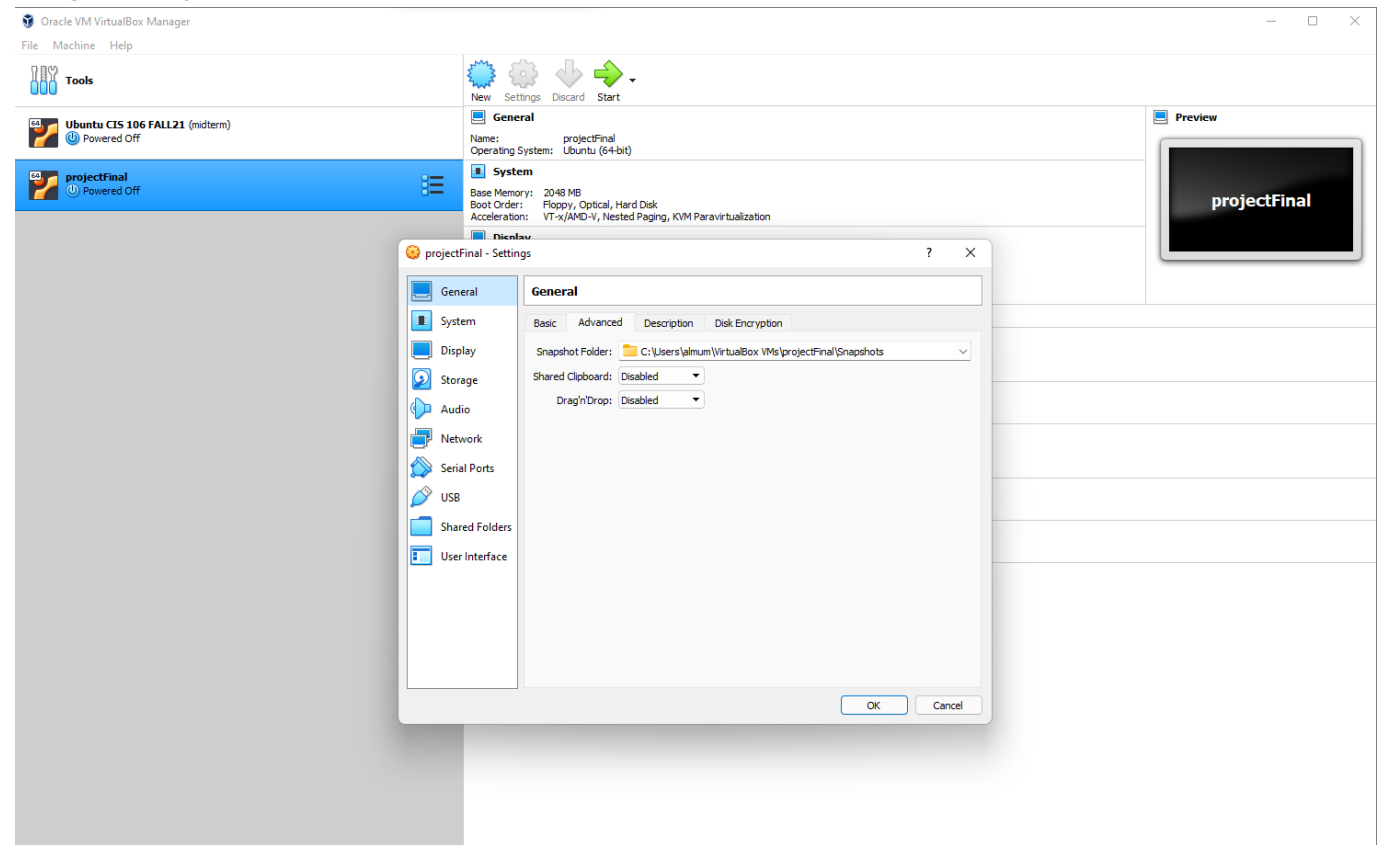 Oracle VM VirtualBox Manager
File Machine Help
Tools
New Settings Discard Start
64 Ubuntu CIS 106 FALL21 (midterm)
Powered Off
64 projectFinal
Powered Off
General
Name: projectFinal
Operating System: Ubuntu (64-bit)
System
Base Memory: 2048 MB
Boot Order: Floppy, Optical, Hard Disk
Acceleration: VT-x/AMD-V, Nested Paging, KVM Paravirtualization
Display
Preview
projectFinal
projectFinal - Settings ?
General
System
Display
Storage
Audio
Network
Serial Ports
USB
Shared Folders
User Interface
General
Basic Advanced Description Disk Encryption
Snapshot Folder: C:\Users\almum\VirtualBox VMs\projectFinal\Snapshots
Shared Clipboard: Disabled
Drag'n'Drop: Disabled
OK Cancel